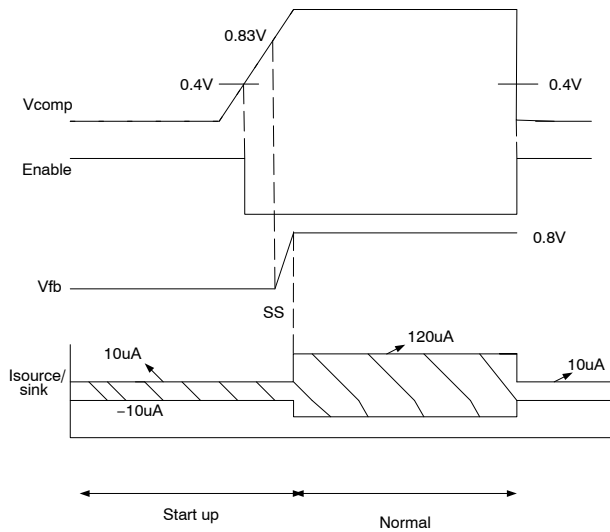 0.83V
0.4V
0.4V
Vcomp
Enable
0.8V
Vfb
SS
120uA
10uA
10uA
Isource/
sink
−10uA
Start up
Normal